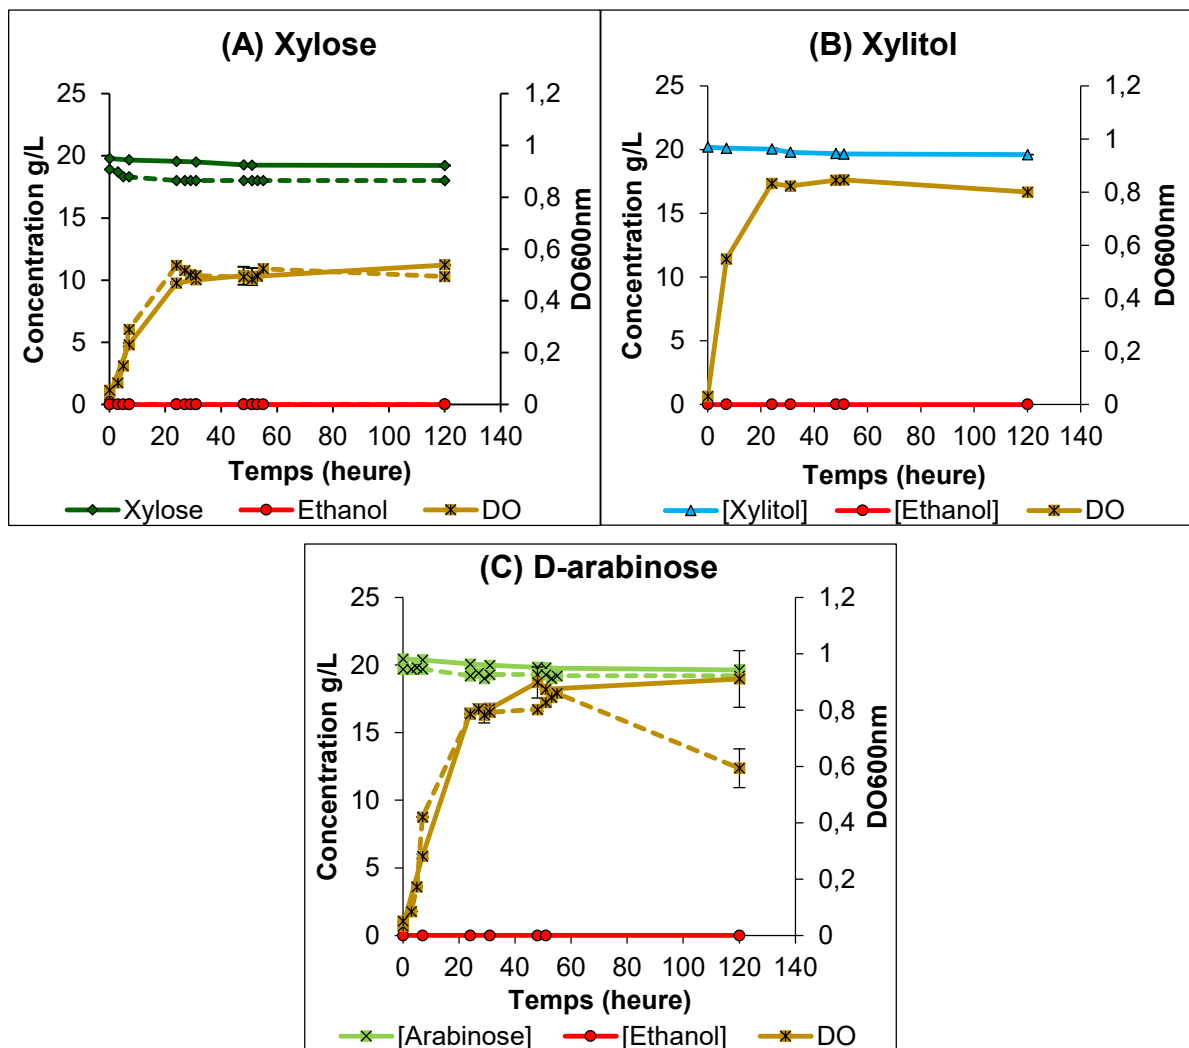 (A) Xylose
25
20
15
10
5
0
Concentration g/L
1,2
1
0,8
0,6
0,4
0,2
0
DO600nm
0 20 40 60 80 100 120 140
Temps (heure)
Xylose Ethanol DO
(B) Xylitol
25
20
15
10
5
0
Concentration g/L
1,2
1
0,8
0,6
0,4
0,2
0
DO600nm
0 20 40 60 80 100 120 140
Temps (heure)
[Xylitol] [Ethanol] DO
(C) D-arabinose
25
20
15
10
5
0
Concentration g/L
1,2
1
0,8
0,6
0,4
0,2
0
DO600nm
0 20 40 60 80 100 120 140
Temps (heure)
[Arabinose] [Ethanol] DO